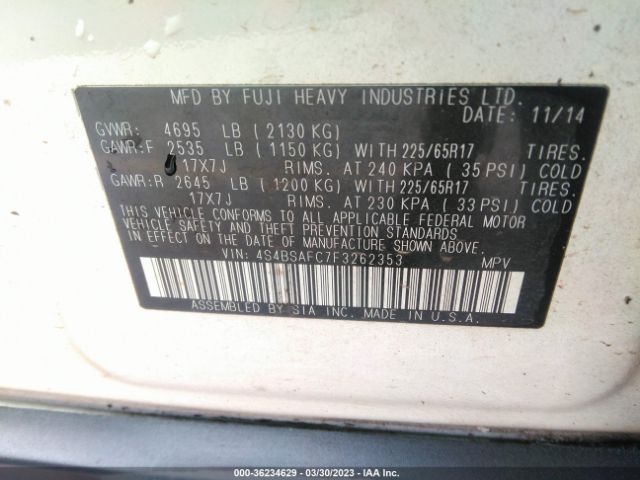 MFD BY FUJI HEAVY INDUSTRIES LTD.
DATE: 11/14
GVWR: 4695 LB (2130 KG)
GAWR:F 2535 LB (1150 KG) WITH 225/65R17 TIRES.
17X7J RIMS. AT 240 KPA (35 PSI) COLD
GAWR:R 2645 LB (1200 KG) WITH 225/65R17 TIRES.
17X7J RIMS. AT 230 KPA (33 PSI) COLD
THIS VEHICLE CONFORMS TO ALL APPLICABLE FEDERAL MOTOR
VEHICLE SAFETY AND THEFT PREVENTION STANDARDS
IN EFFECT ON THE DATE OF MANUFACTURE SHOWN ABOVE.
VIN: 4S4BSAFC7F3262353 MPV
ASSEMBLED BY SIA INC. MADE IN U.S.A.
000-36234629 - 03/30/2023 - IAA Inc.